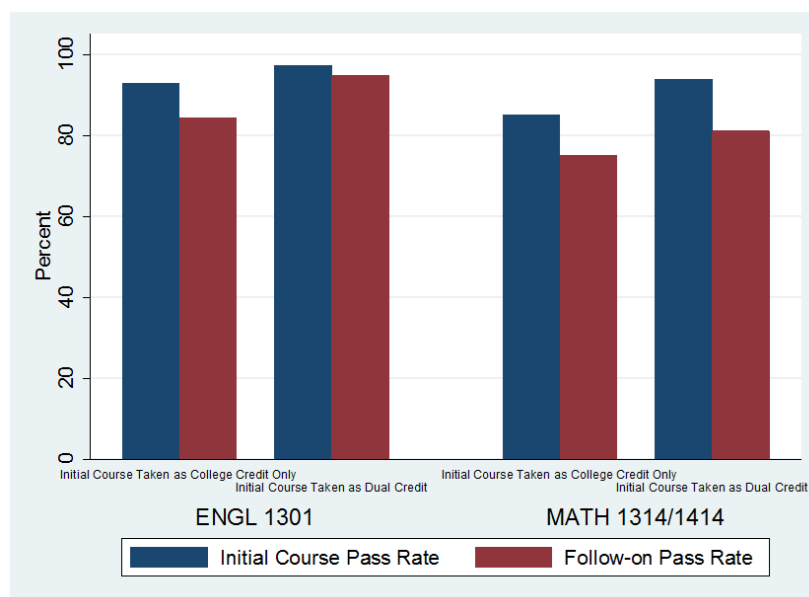 100
80
60
40
20
0
Percent
Initial Course Taken as College Credit Only
Initial Course Taken as Dual Credit
Initial Course Taken as College Credit Only
Initial Course Taken as Dual Credit
ENGL 1301
MATH 1314/1414
Initial Course Pass Rate
Follow-on Pass Rate